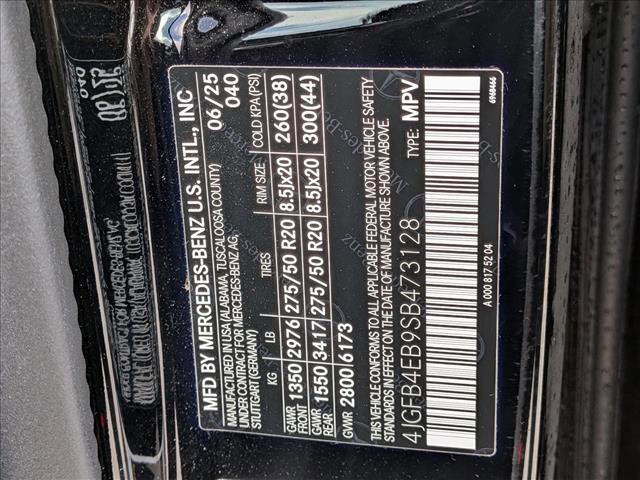 MFD BY MERCEDES-BENZ U.S. INTL., INC
MANUFACTURED IN USA (ALABAMA, TUSCALOOSA COUNTY)
MANUFACTURED FOR MERCEDES-BENZ AG,
STUTTGART (GERMANY)
06/25
040
KG LB TIRES RIM SIZE COLD KPA (PSI)
GAWR FRONT 1350 2976 275/50 R20 8.5Jx20 260(38)
GAWR REAR 1550 3417 275/50 R20 8.5Jx20 300(44)
GVWR 2800 6173
THIS VEHICLE CONFORMS TO ALL APPLICABLE FEDERAL MOTOR VEHICLE SAFETY
STANDARDS IN EFFECT ON THE DATE OF MANUFACTURE SHOWN ABOVE.
4JGFB4EB9SB473128 TYPE: MPV
A 000 817 52 04
6968466